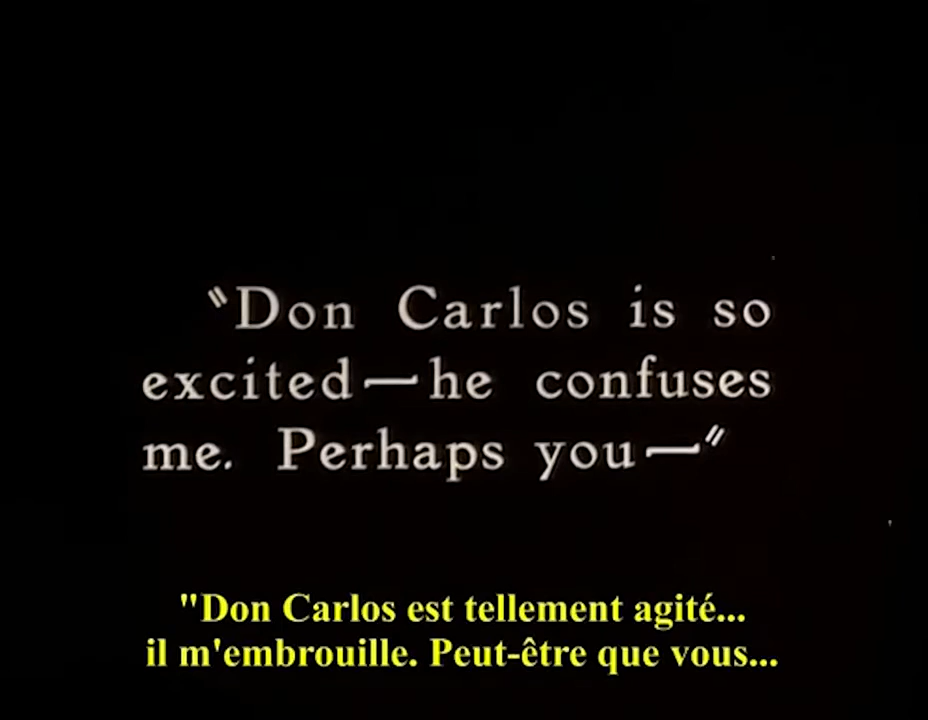 "Don Carlos is so
excited—he confuses
me. Perhaps you—"
"Don Carlos est tellement agité...
il m'embrouille. Peut-être que vous...